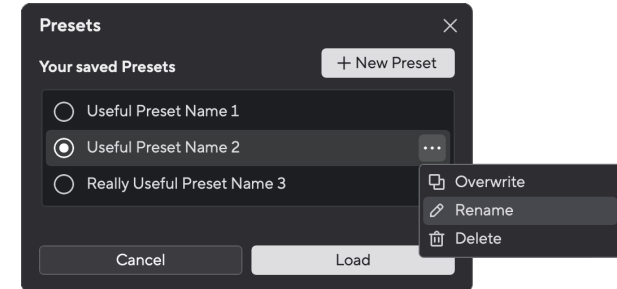 Presets
Your saved Presets
+ New Preset
Useful Preset Name 1
Useful Preset Name 2
Really Useful Preset Name 3
Overwrite
Rename
Delete
Cancel
Load